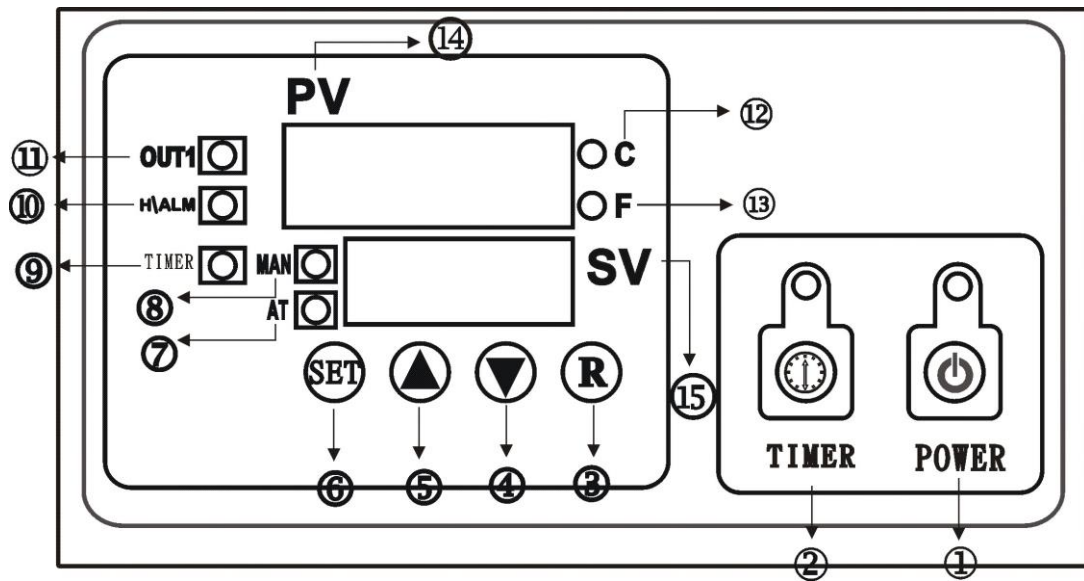 ⑭
PV
⑫
⑪ OUT1 C
⑩ H\ALM F ⑬
⑨ TIMER MAN SV
⑧ AT
⑦
SET R
⑮
TIMER POWER
⑥ ⑤ ④ ③
② ①